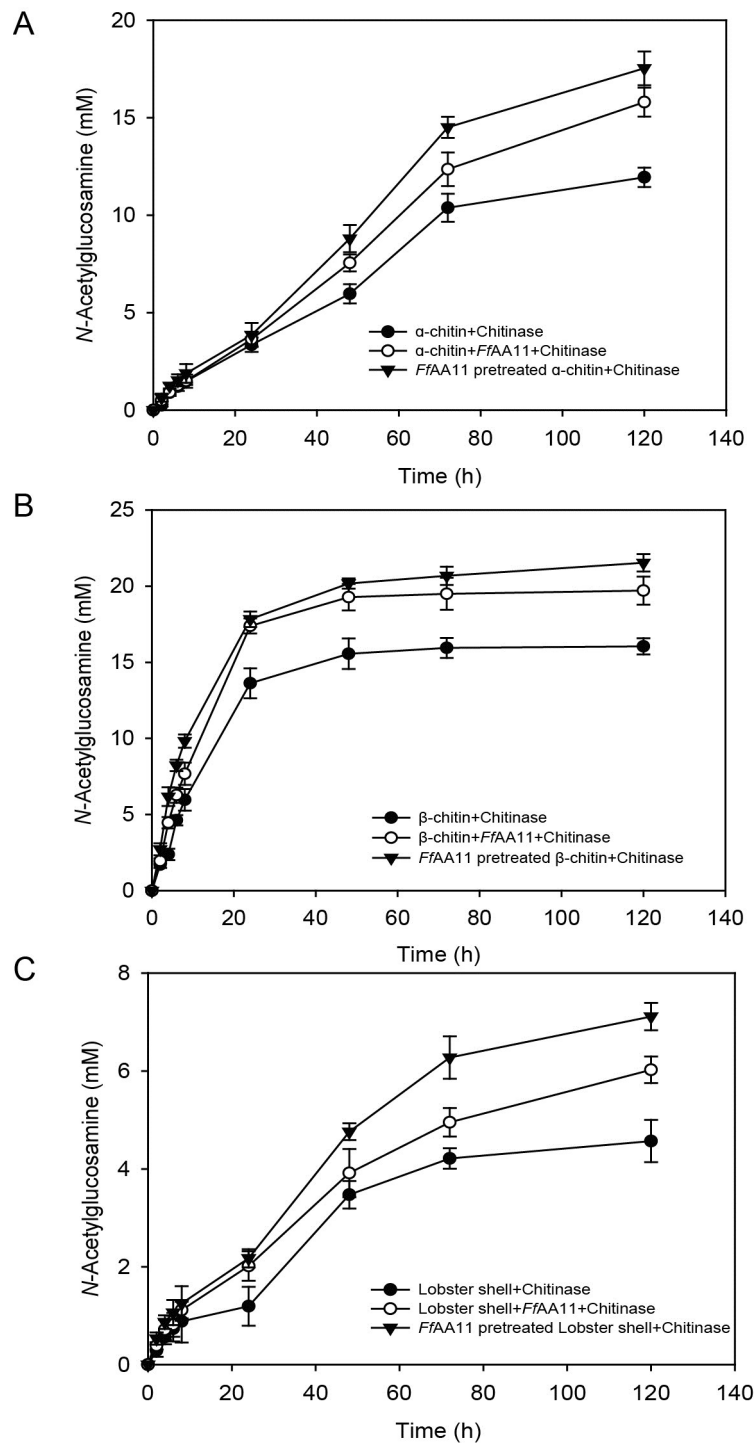 A
20
15
10
5
0
N-Acetylglucosamine (mM)
α-chitin+Chitinase
α-chitin+FfAA11+Chitinase
FfAA11 pretreated α-chitin+Chitinase
0 20 40 60 80 100 120 140
Time (h)
B
25
20
15
10
5
0
N-Acetylglucosamine (mM)
β-chitin+Chitinase
β-chitin+FfAA11+Chitinase
FfAA11 pretreated β-chitin+Chitinase
0 20 40 60 80 100 120 140
Time (h)
C
8
6
4
2
0
N-Acetylglucosamine (mM)
Lobster shell+Chitinase
Lobster shell+FfAA11+Chitinase
FfAA11 pretreated Lobster shell+Chitinase
0 20 40 60 80 100 120 140
Time (h)